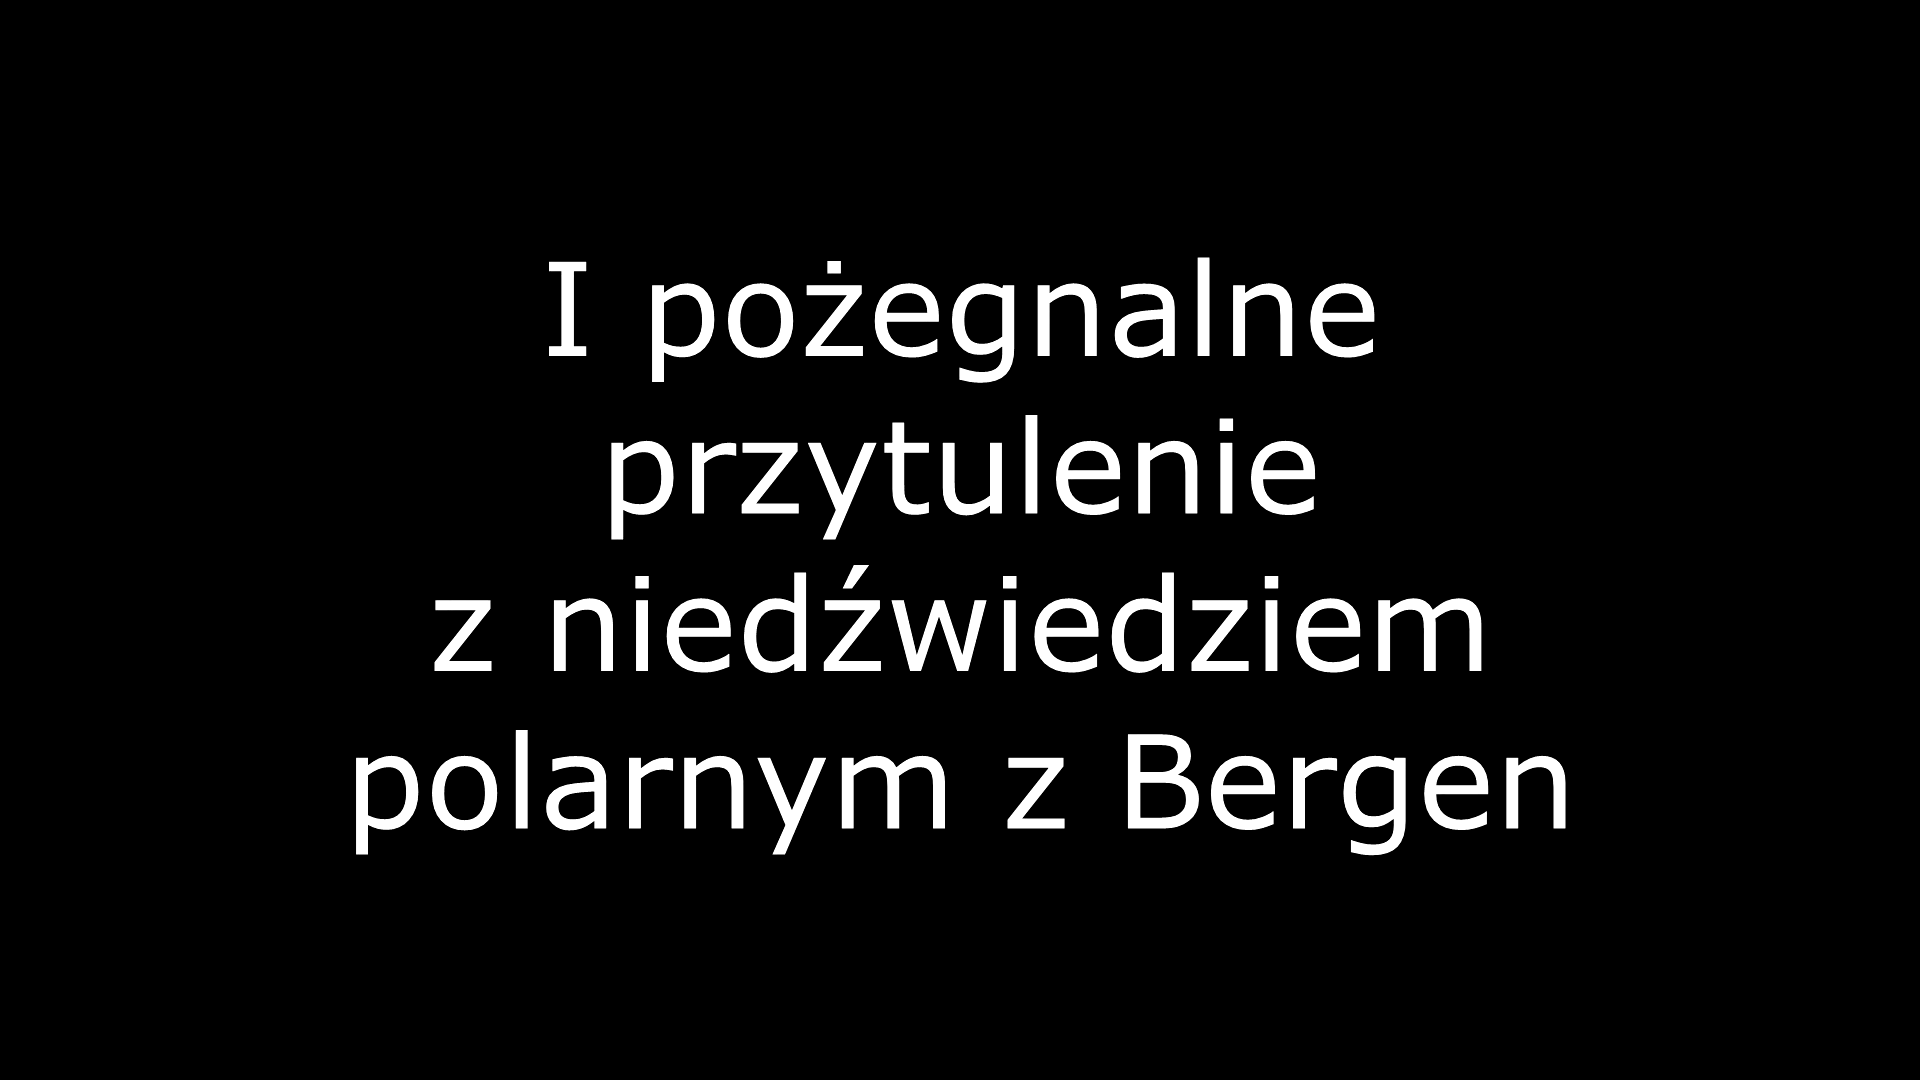 I pożegnalne
przytulenie
z niedźwiedziem
polarnym z Bergen